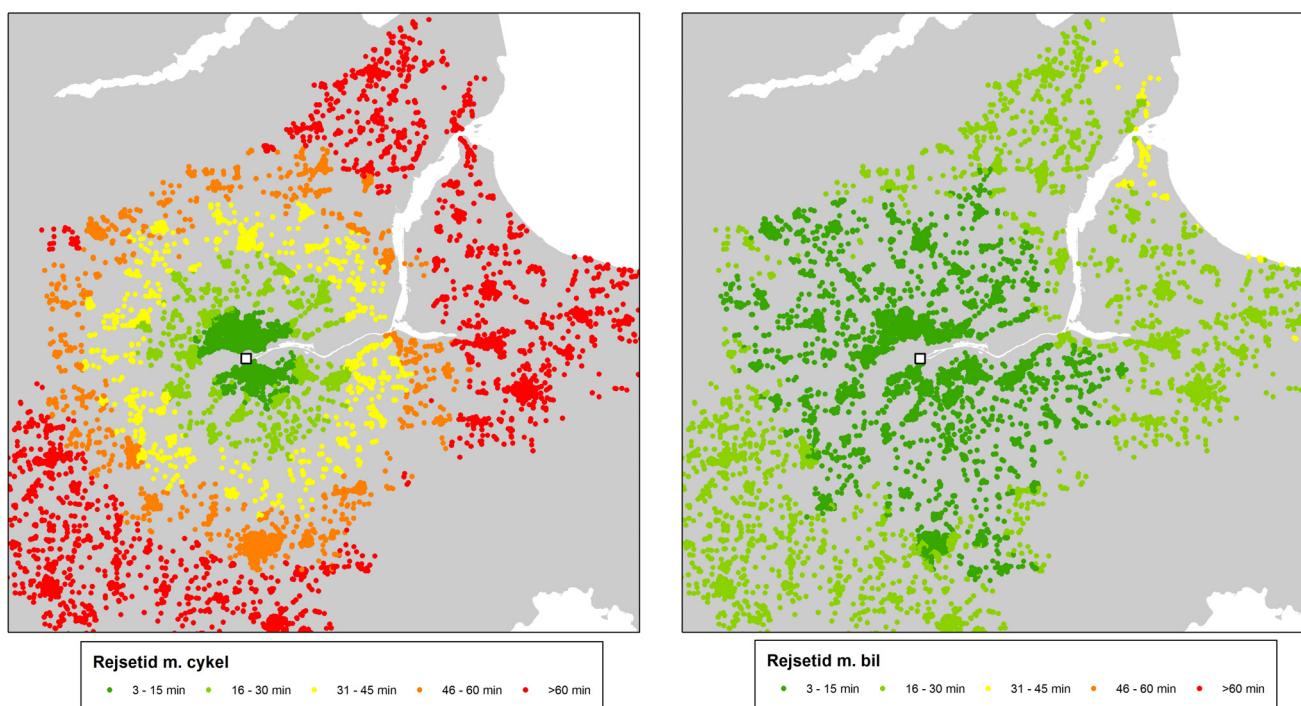 Rejsetid m. cykel
3 - 15 min 16 - 30 min 31 - 45 min 46 - 60 min >60 min
Rejsetid m. bil
3 - 15 min 16 - 30 min 31 - 45 min 46 - 60 min >60 min